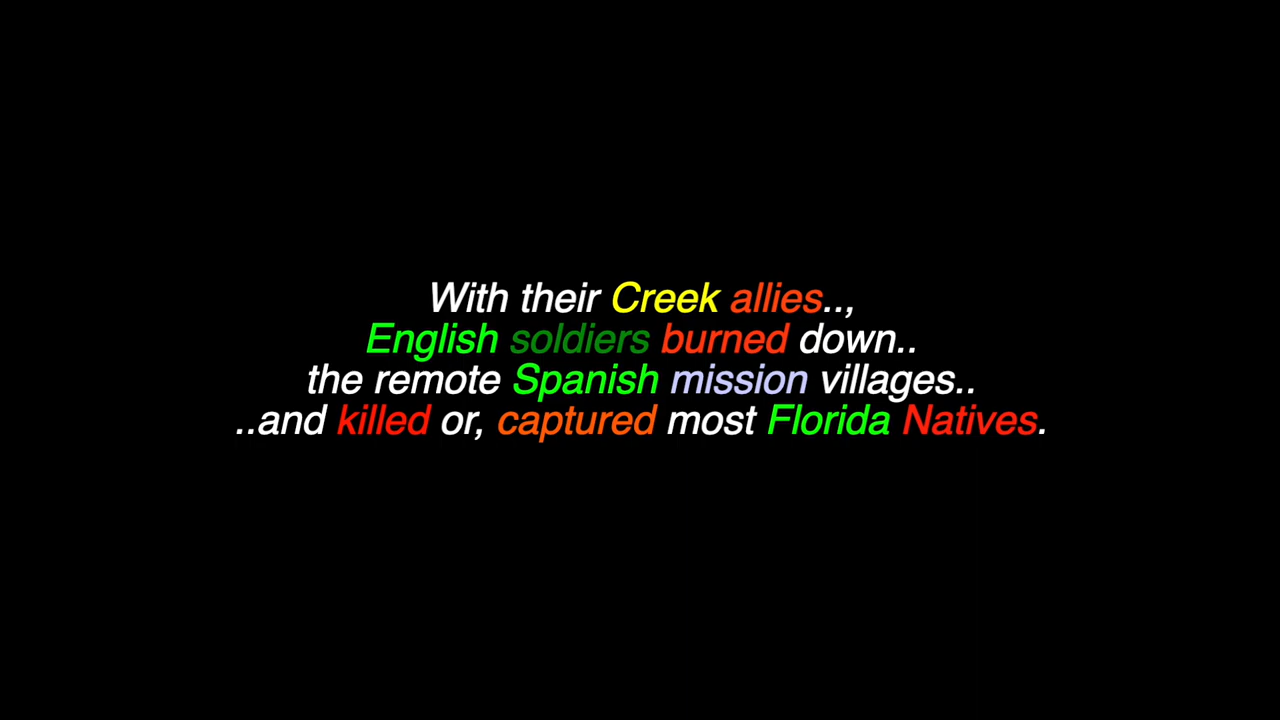 With their Creek allies..,
English soldiers burned down..
the remote Spanish mission villages..
..and killed or, captured most Florida Natives.